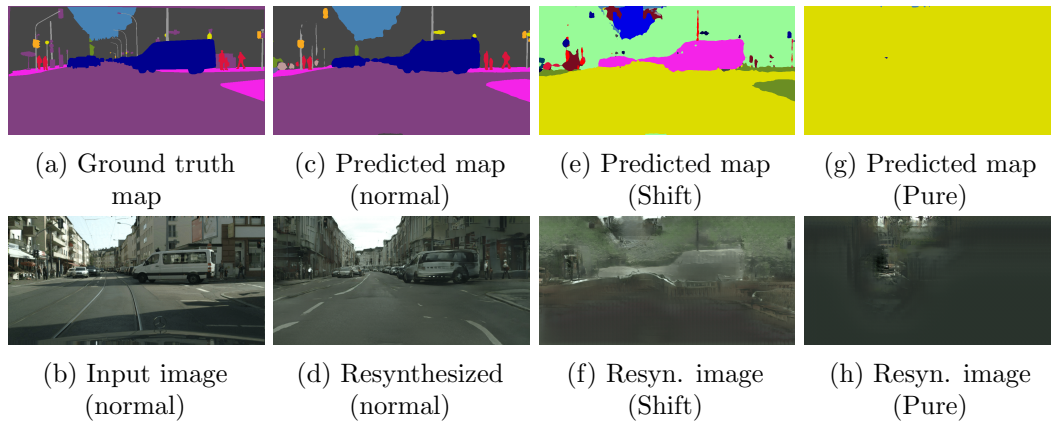 (a) Ground truth
map
(c) Predicted map
(normal)
(e) Predicted map
(Shift)
(g) Predicted map
(Pure)
(b) Input image
(normal)
(d) Resynthesized
(normal)
(f) Resyn. image
(Shift)
(h) Resyn. image
(Pure)